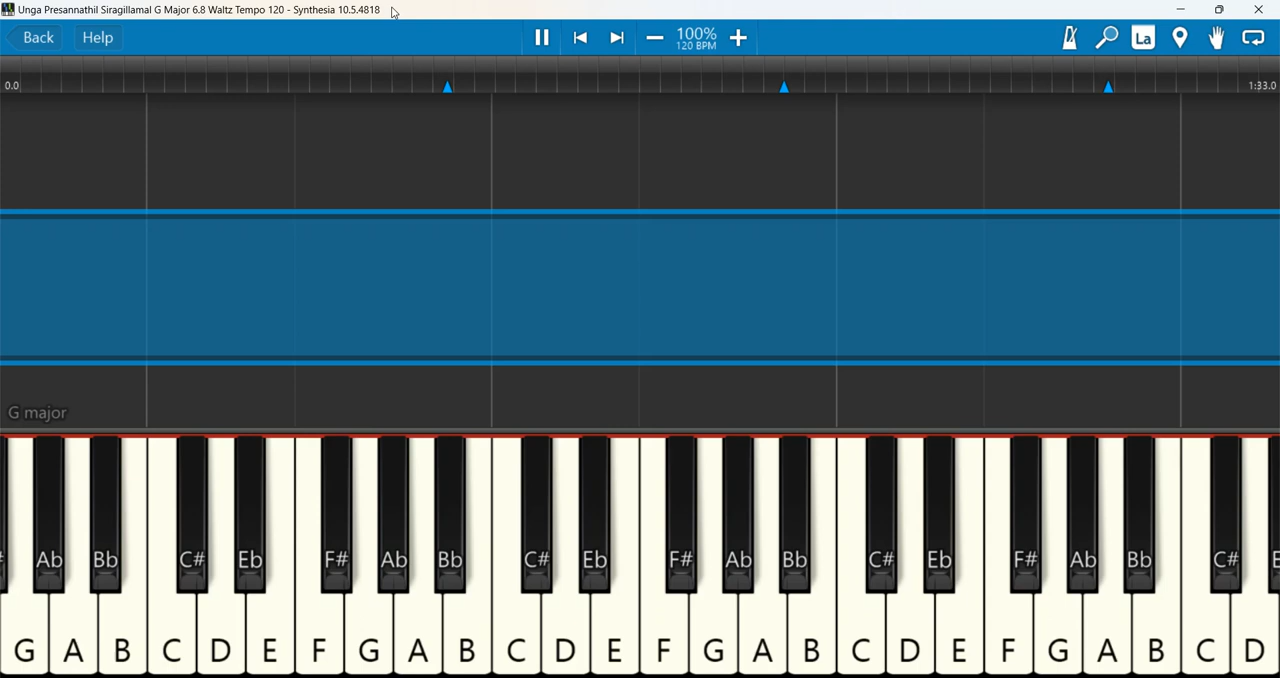 Unga Presannathil Siragillamal G Major 6.8 Waltz Tempo 120 - Synthesia 10.5.4818
Back Help 100% La
120 BPM
0.0 1:33.0
G major
# Ab Bb C# Eb F# Ab Bb C# Eb F# Ab Bb C# Eb F# Ab Bb C# E
G A B C D E F G A B C D E F G A B C D E F G A B C D